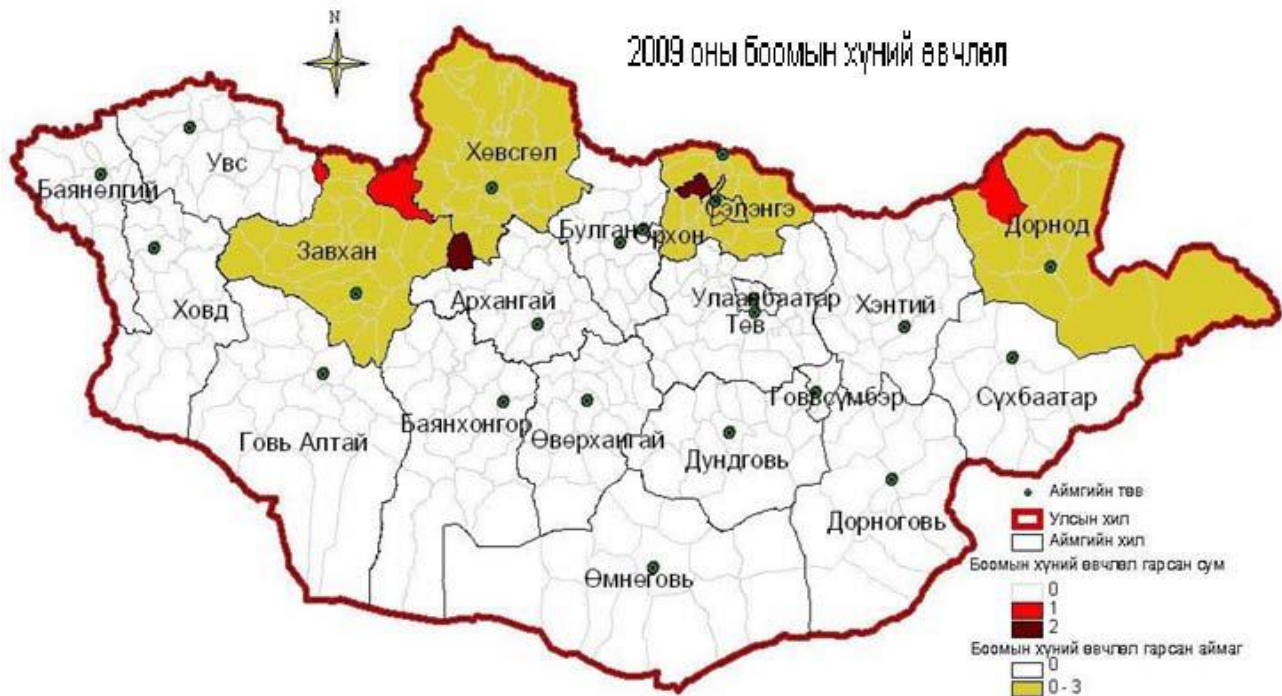 N
2009 оны боомын хүний өвчлөл
Хөвсгөл
Увс
Баянөлгий
Сэлэнгэ
Дорнод
Булган
Орхон
Завхан
Архангай
Улаанбаатар
Хэнтий
Ховд
Төв
Говьсүмбэр
Сүхбаатар
Баянхонгор
Говь Алтай
Өвөрхангай
Дундговь
Дорноговь
Өмнөговь
Аймгийн төв
Улсын хил
Аймгийн хил
Боомын хүний өвчлөл гарсан сум
0
1
2
Боомын хүний өвчлөл гарсан аймаг
0
0 - 3